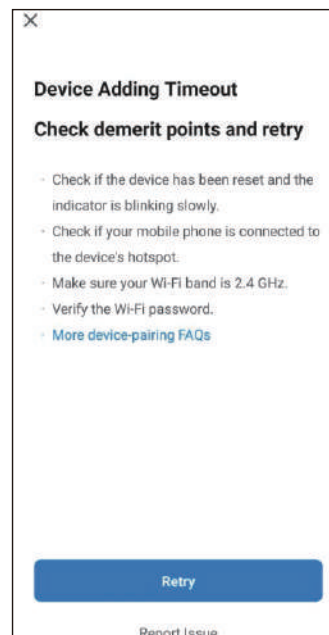 Device Adding Timeout
Check demerit points and retry
Check if the device has been reset and the
indicator is blinking slowly.
Check if your mobile phone is connected to
the device's hotspot.
Make sure your Wi-Fi band is 2.4 GHz.
Verify the Wi-Fi password.
More device-pairing FAQs
Retry
Report Issue